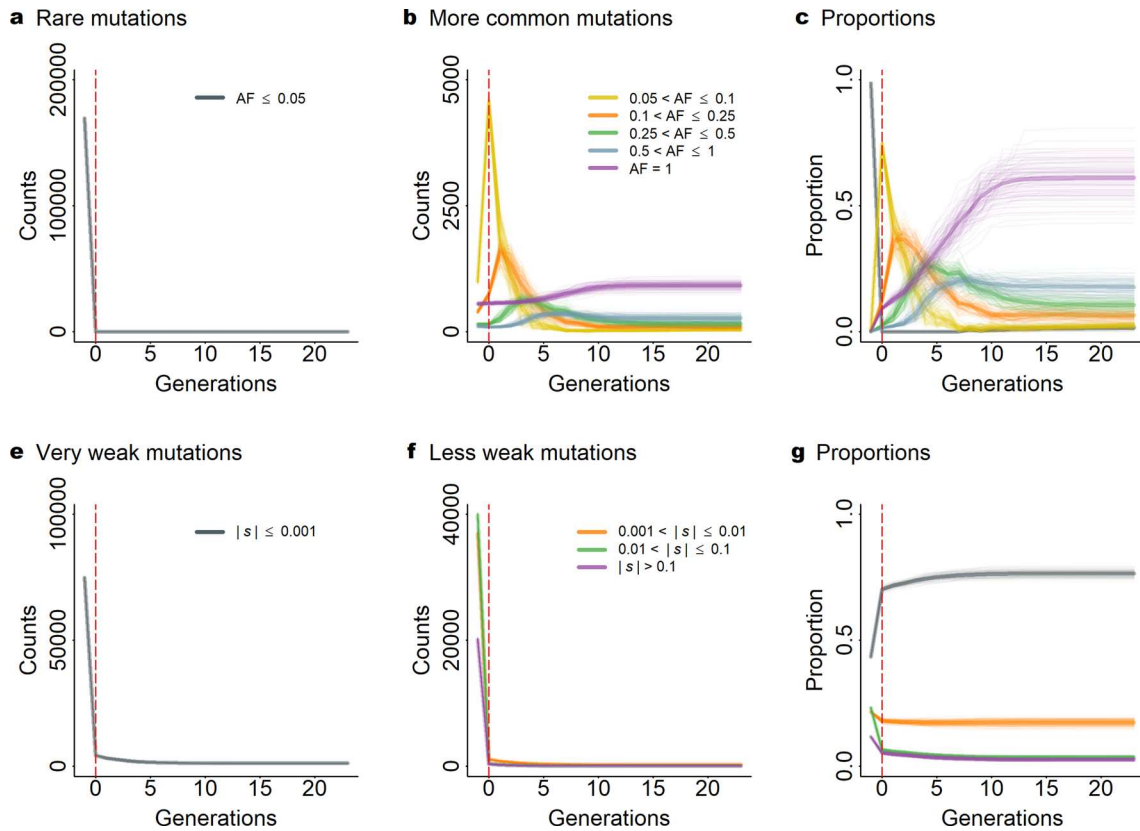 a Rare mutations
b More common mutations
c Proportions
Counts
200000
100000
0
AF ≤ 0.05
0 5 10 15 20
Generations
Counts
5000
2500
0
0.05 < AF ≤ 0.1
0.1 < AF ≤ 0.25
0.25 < AF ≤ 0.5
0.5 < AF ≤ 1
AF = 1
0 5 10 15 20
Generations
Proportion
1.0
0.5
0.0
0 5 10 15 20
Generations
e Very weak mutations
f Less weak mutations
g Proportions
Counts
100000
50000
0
| s | ≤ 0.001
0 5 10 15 20
Generations
Counts
40000
20000
0
0.001 < | s | ≤ 0.01
0.01 < | s | ≤ 0.1
| s | > 0.1
0 5 10 15 20
Generations
Proportion
1.0
0.5
0.0
0 5 10 15 20
Generations